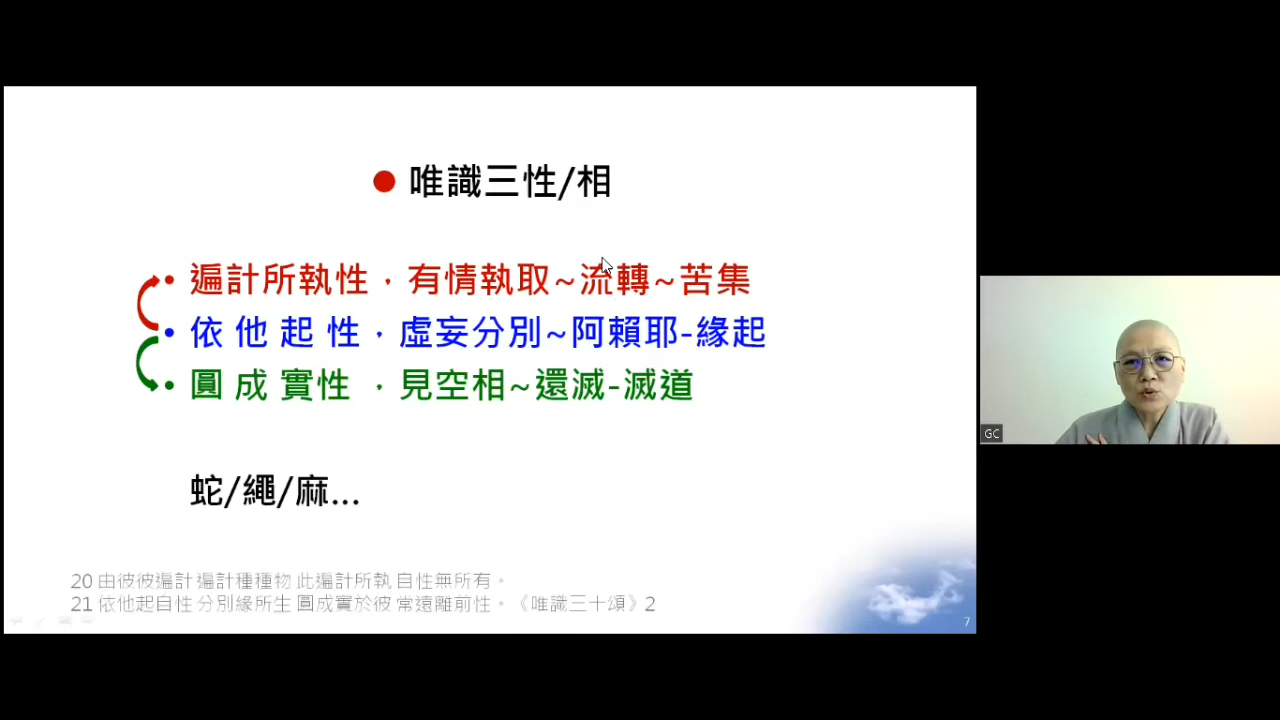 唯識三性/相
遍計所執性，有情執取~流轉~苦集
依他起性，虛妄分別~阿賴耶-緣起
圓成實性，見空相~還滅-滅道
蛇/繩/麻...
20 由彼彼遍計 遍計種種物 此遍計所執 自性無所有。
21 依他起自性 分別緣所生 圓成實於彼 常遠離前性。《唯識三十頌》2
7
GC